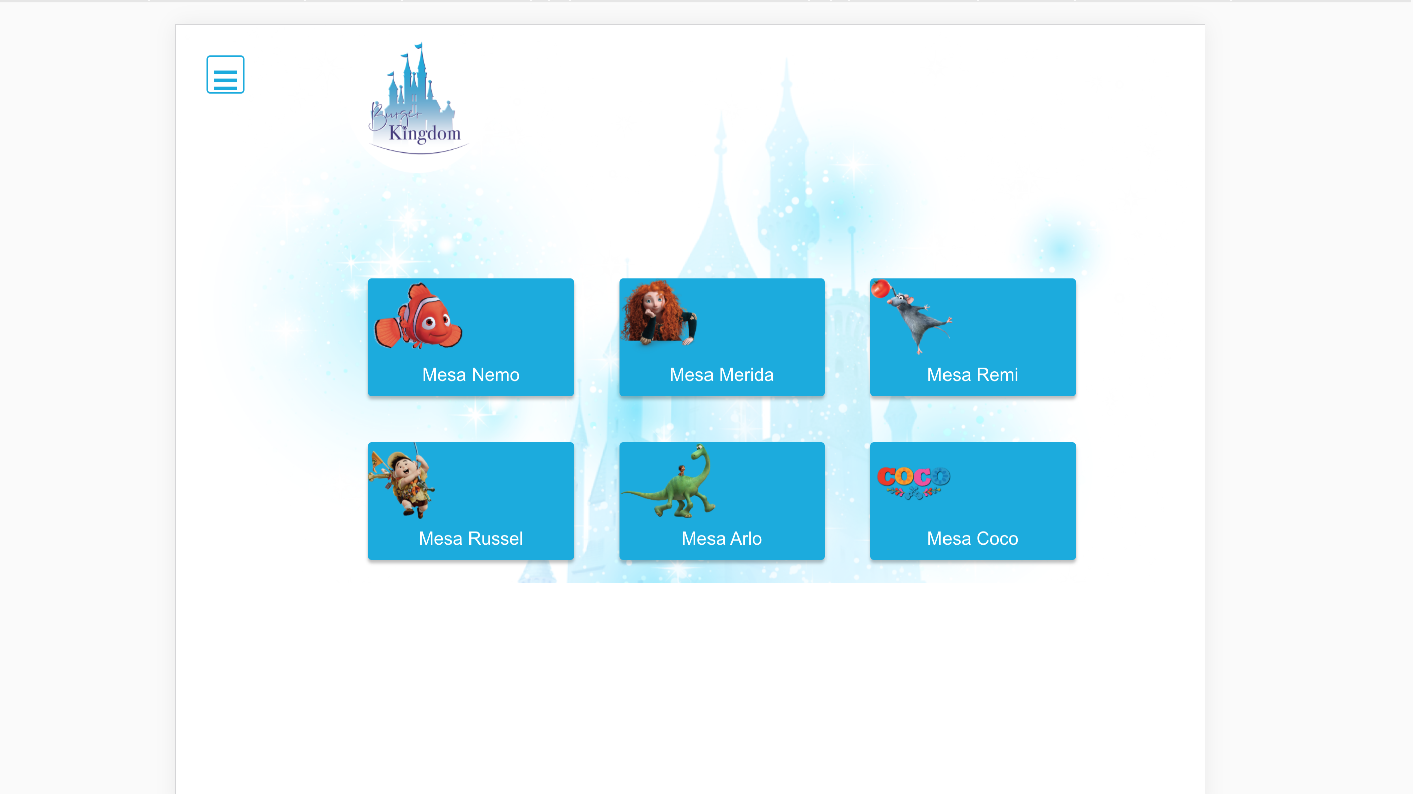 Burger
Kingdom
Mesa Nemo
Mesa Merida
Mesa Remi
COCO
Mesa Russel
Mesa Arlo
Mesa Coco